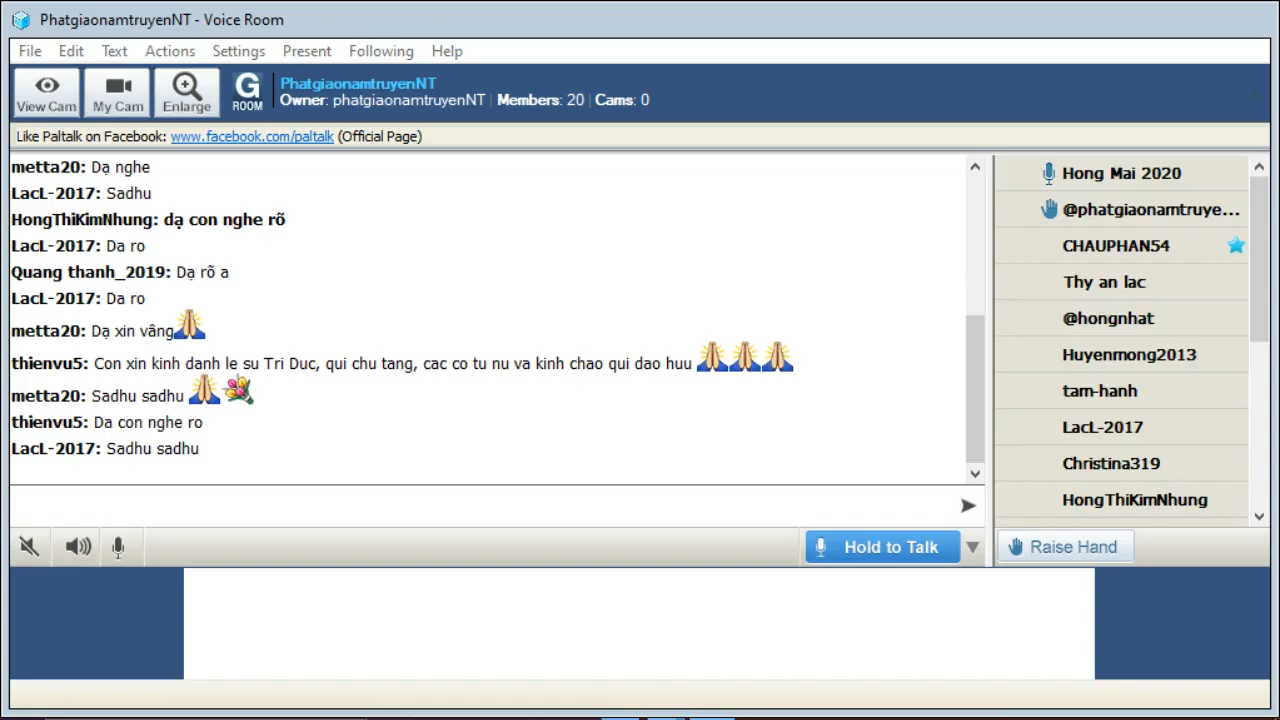 PhatgiaonamtruyenNT - Voice Room
File Edit Text Actions Settings Present Following Help
View Cam My Cam Enlarge G ROOM
PhatgiaonamtruyenNT
Owner: phatgiaonamtruyenNT | Members: 20 | Cams: 0
Like Paltalk on Facebook: www.facebook.com/paltalk (Official Page)
metta20: Dạ nghe
LacL-2017: Sadhu
HongThiKimNhung: dạ con nghe rõ
LacL-2017: Da ro
Quang thanh_2019: Dạ rõ a
LacL-2017: Da ro
metta20: Dạ xin vâng
thienvu5: Con xin kinh danh le su Tri Duc, qui chu tang, cac co tu nu va kinh chao qui dao huu
metta20: Sadhu sadhu
thienvu5: Da con nghe ro
LacL-2017: Sadhu sadhu
Hong Mai 2020
@phatgiaonamtruye...
CHAUPHAN54
Thy an lac
@hongnhat
Huyenmong2013
tam-hanh
LacL-2017
Christina319
HongThiKimNhung
Hold to Talk
Raise Hand